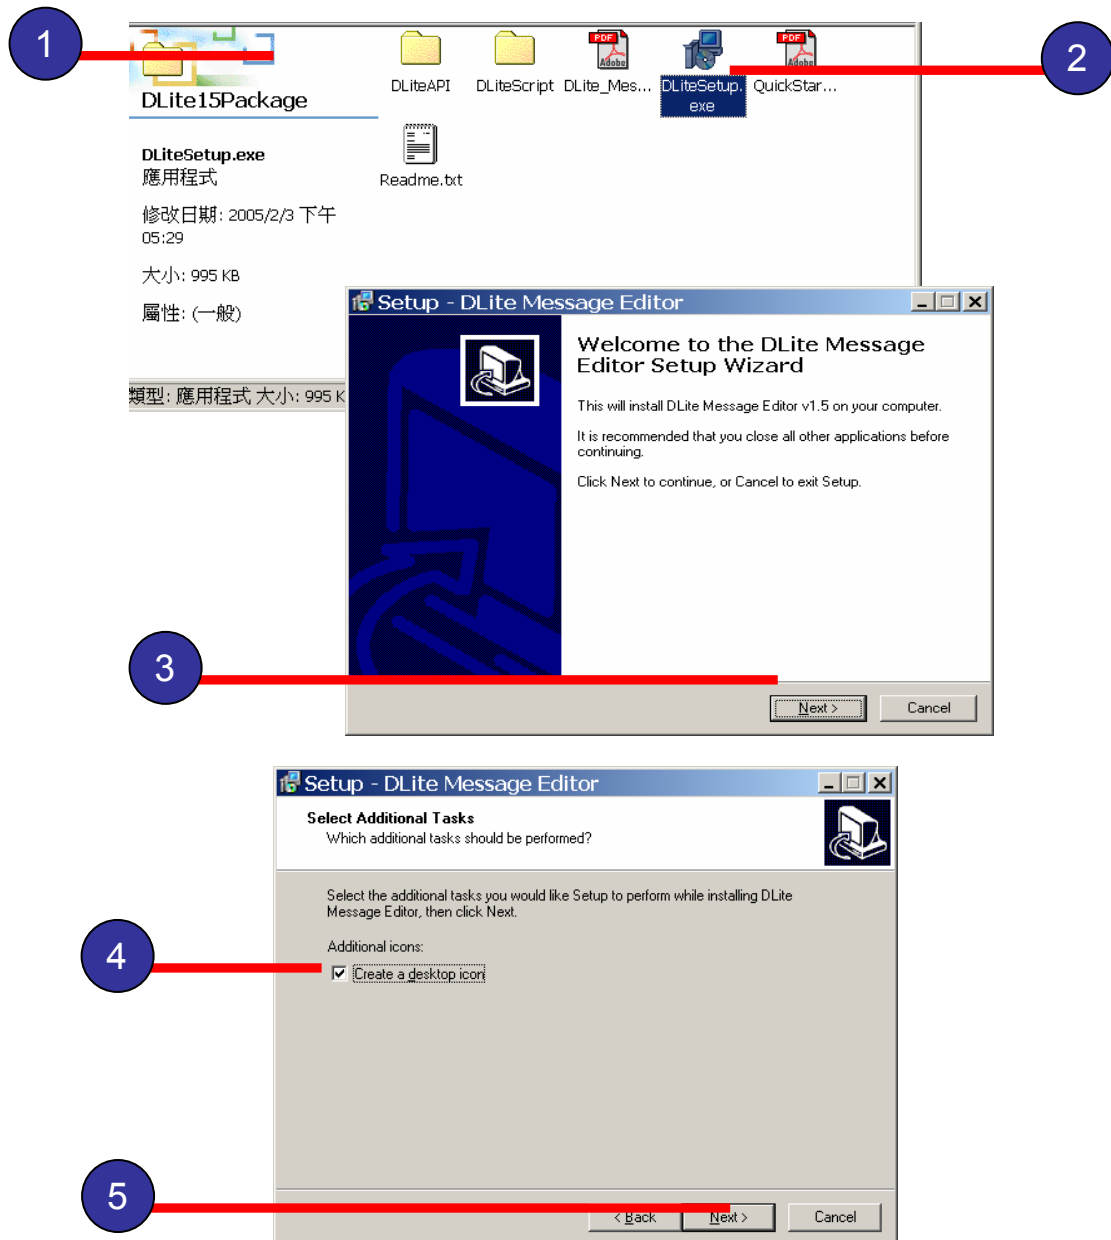 1
2
DLite15Package
DLiteAPI
DLiteScript
DLite_Mes...
DLiteSetup.
exe
QuickStar...
Readme.txt
DLiteSetup.exe
應用程式
修改日期: 2005/2/3 下午
05:29
大小: 995 KB
屬性: (一般)
類型: 應用程式 大小: 995 K
PDF
Adobe
PDF
Adobe
Setup - DLite Message Editor
Welcome to the DLite Message
Editor Setup Wizard
This will install DLite Message Editor v1.5 on your computer.
It is recommended that you close all other applications before
continuing.
Click Next to continue, or Cancel to exit Setup.
3
Next >
Cancel
Setup - DLite Message Editor
Select Additional Tasks
Which additional tasks should be performed?
Select the additional tasks you would like Setup to perform while installing DLite
Message Editor, then click Next.
4
Additional icons:
Create a desktop icon
5
< Back
Next >
Cancel